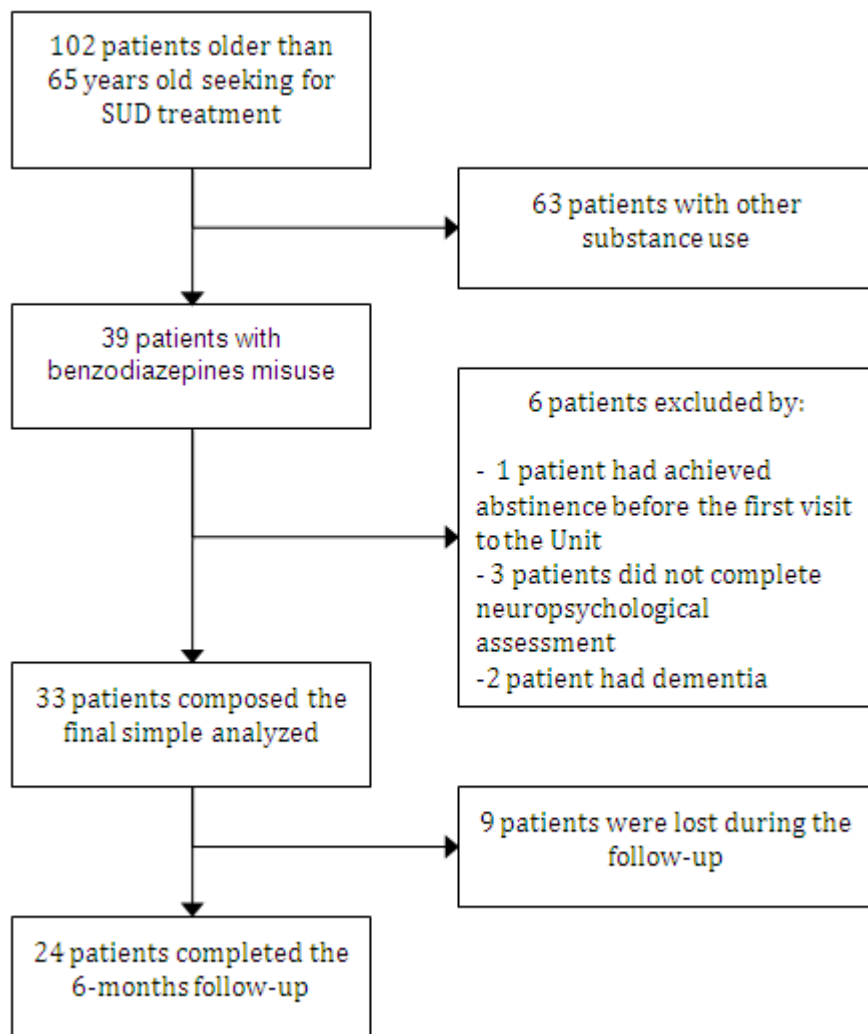 102 patients older than
65 years old seeking for
SUD treatment
63 patients with other
substance use
39 patients with
benzodiazepines misuse
6 patients excluded by:
- 1 patient had achieved
abstinence before the first visit
to the Unit
- 3 patients did not complete
neuropsychological
assessment
-2 patient had dementia
33 patients composed the
final simple analyzed
9 patients were lost during the
follow-up
24 patients completed the
6-months follow-up